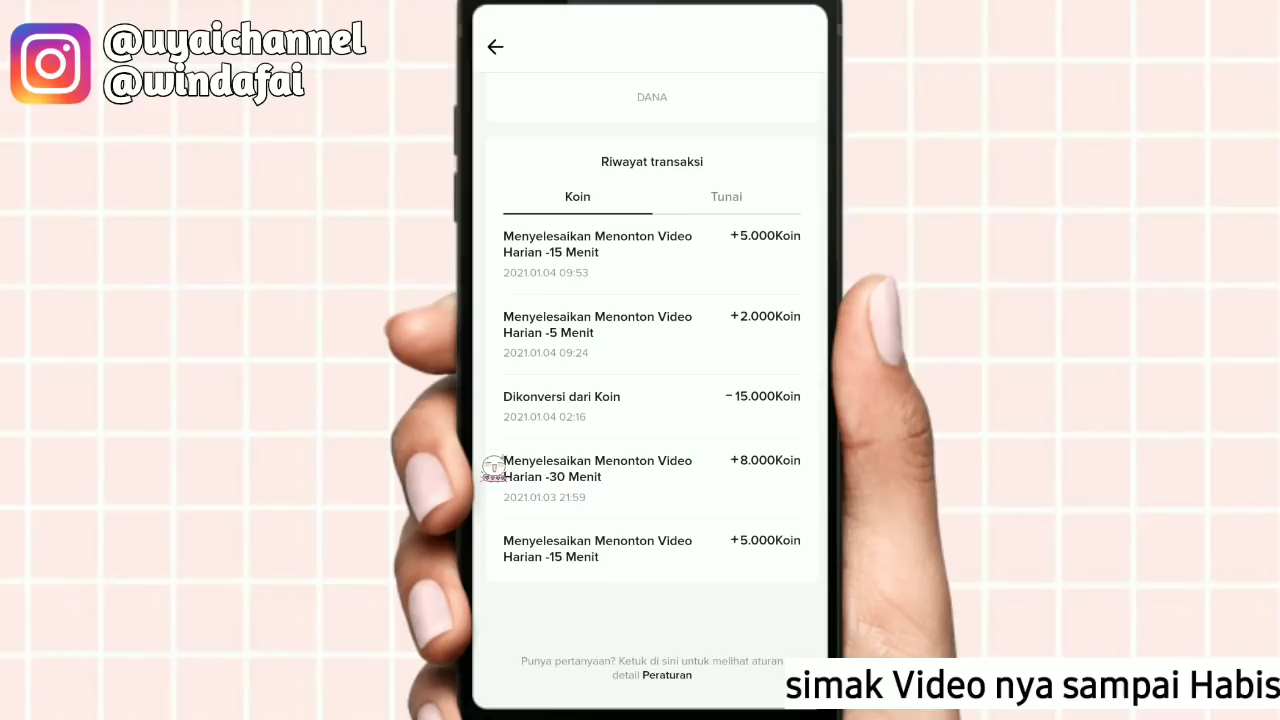 @uyaichannel
@windafai
DANA
Riwayat transaksi
Koin
Tunai
Menyelesaikan Menonton Video
Harian -15 Menit
+5.000Koin
2021.01.04 09:53
Menyelesaikan Menonton Video
Harian -5 Menit
+2.000Koin
2021.01.04 09:24
Dikonversi dari Koin
-15.000Koin
2021.01.04 02:16
Menyelesaikan Menonton Video
Harian -30 Menit
+8.000Koin
2021.01.03 21:59
Menyelesaikan Menonton Video
Harian -15 Menit
+5.000Koin
Punya pertanyaan? Ketuk di sini untuk melihat aturan
detail Peraturan
simak Video nya sampai Habis